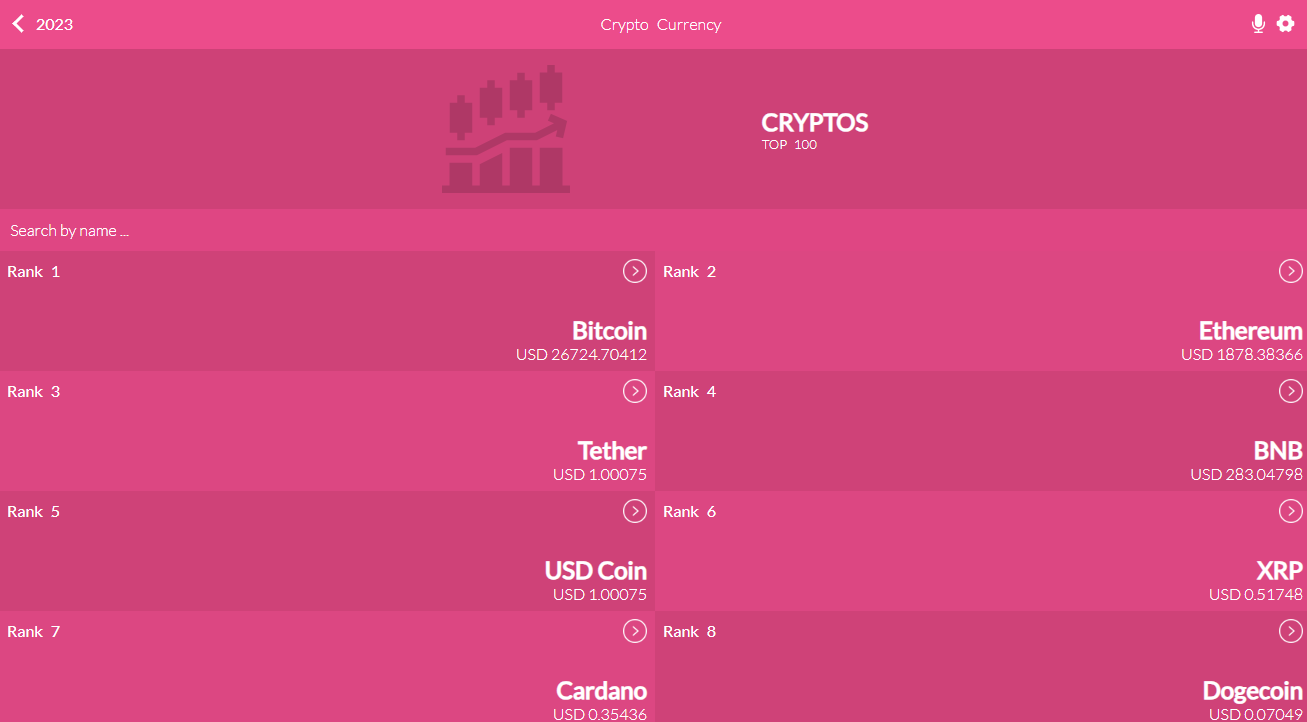 2023
Crypto Currency
CRYPTOS
TOP 100
Search by name ...
Rank 1
Bitcoin
USD 26724.70412
Rank 2
Ethereum
USD 1878.38366
Rank 3
Tether
USD 1.00075
Rank 4
BNB
USD 283.04798
Rank 5
USD Coin
USD 1.00075
Rank 6
XRP
USD 0.51748
Rank 7
Cardano
USD 0.35436
Rank 8
Dogecoin
USD 0.07049